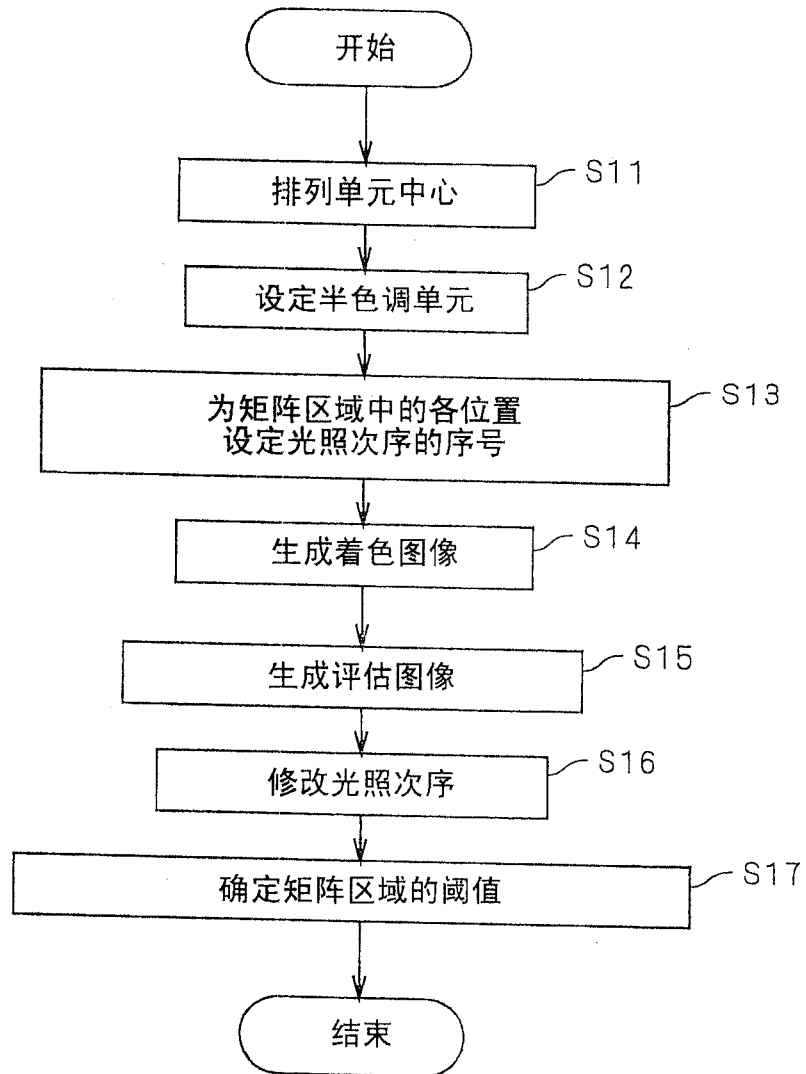 开始
S11
排列单元中心
S12
设定半色调单元
S13
为矩阵区域中的各位置
设定光照次序的序号
S14
生成着色图像
S15
生成评估图像
S16
修改光照次序
S17
确定矩阵区域的阈值
结束